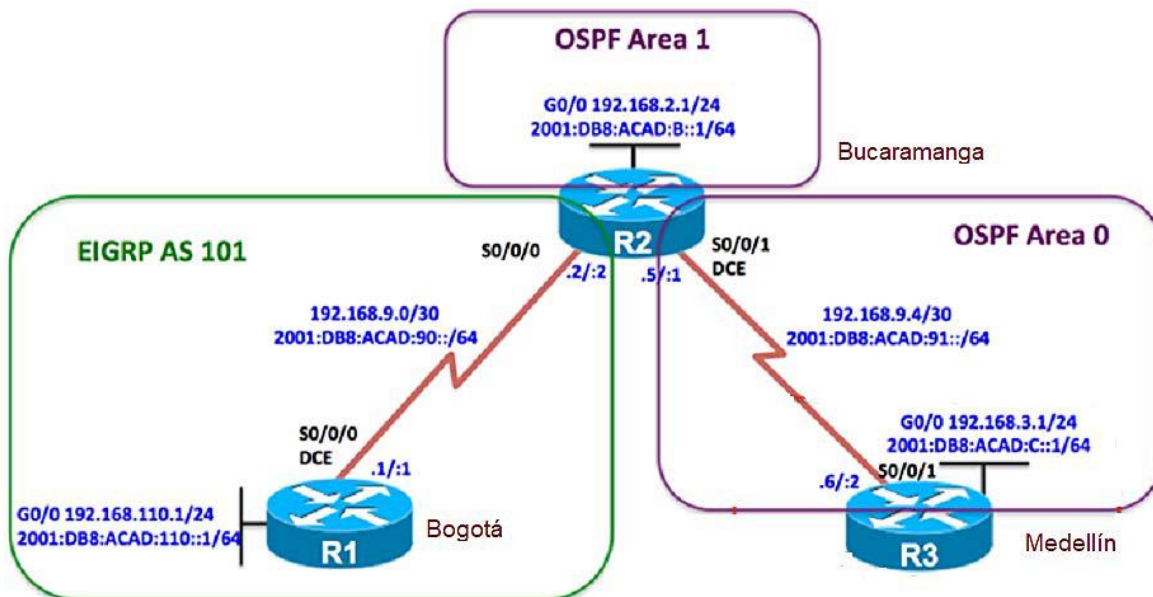 OSPF Area 1
G0/0 192.168.2.1/24
2001:DB8:ACAD:B::1/64
Bucaramanga
R2
EIGRP AS 101
S0/0/0
.2/:2
.5/:1
S0/0/1
DCE
OSPF Area 0
192.168.9.0/30
2001:DB8:ACAD:90::/64
192.168.9.4/30
2001:DB8:ACAD:91::/64
S0/0/0
DCE
.1/:1
G0/0 192.168.3.1/24
2001:DB8:ACAD:C::1/64
.6/:2
S0/0/1
G0/0 192.168.110.1/24
2001:DB8:ACAD:110::1/64
R1
Bogotá
R3
Medellín